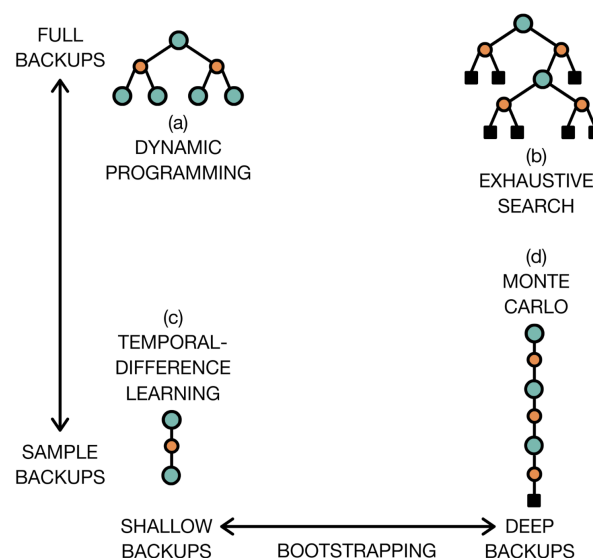 FULL
BACKUPS
(a)
DYNAMIC
PROGRAMMING
(b)
EXHAUSTIVE
SEARCH
(c)
TEMPORAL-
DIFFERENCE
LEARNING
(d)
MONTE
CARLO
SAMPLE
BACKUPS
SHALLOW
BACKUPS
BOOTSTRAPPING
DEEP
BACKUPS